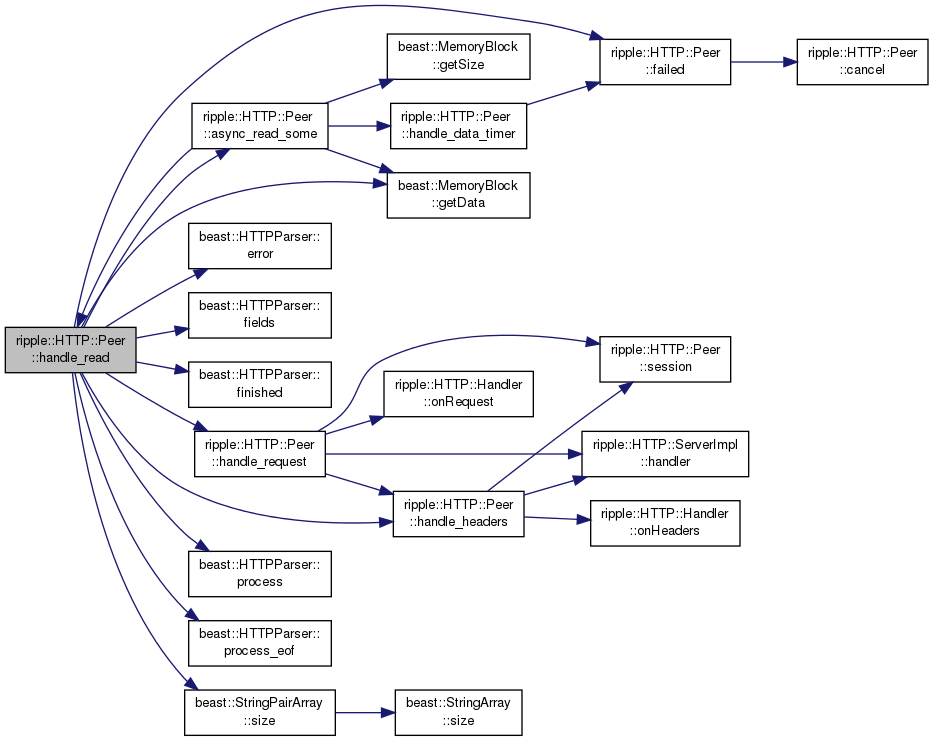 beast::MemoryBlock
::getSize
ripple::HTTP::Peer
::failed
ripple::HTTP::Peer
::cancel
ripple::HTTP::Peer
::async_read_some
ripple::HTTP::Peer
::handle_data_timer
beast::MemoryBlock
::getData
beast::HTTPParser::
error
beast::HTTPParser::
fields
ripple::HTTP::Peer
::handle_read
ripple::HTTP::Peer
::session
beast::HTTPParser::
finished
ripple::HTTP::Handler
::onRequest
ripple::HTTP::Peer
::handle_request
ripple::HTTP::ServerImpl
::handler
ripple::HTTP::Peer
::handle_headers
ripple::HTTP::Handler
::onHeaders
beast::HTTPParser::
process
beast::HTTPParser::
process_eof
beast::StringPairArray
::size
beast::StringArray
::size